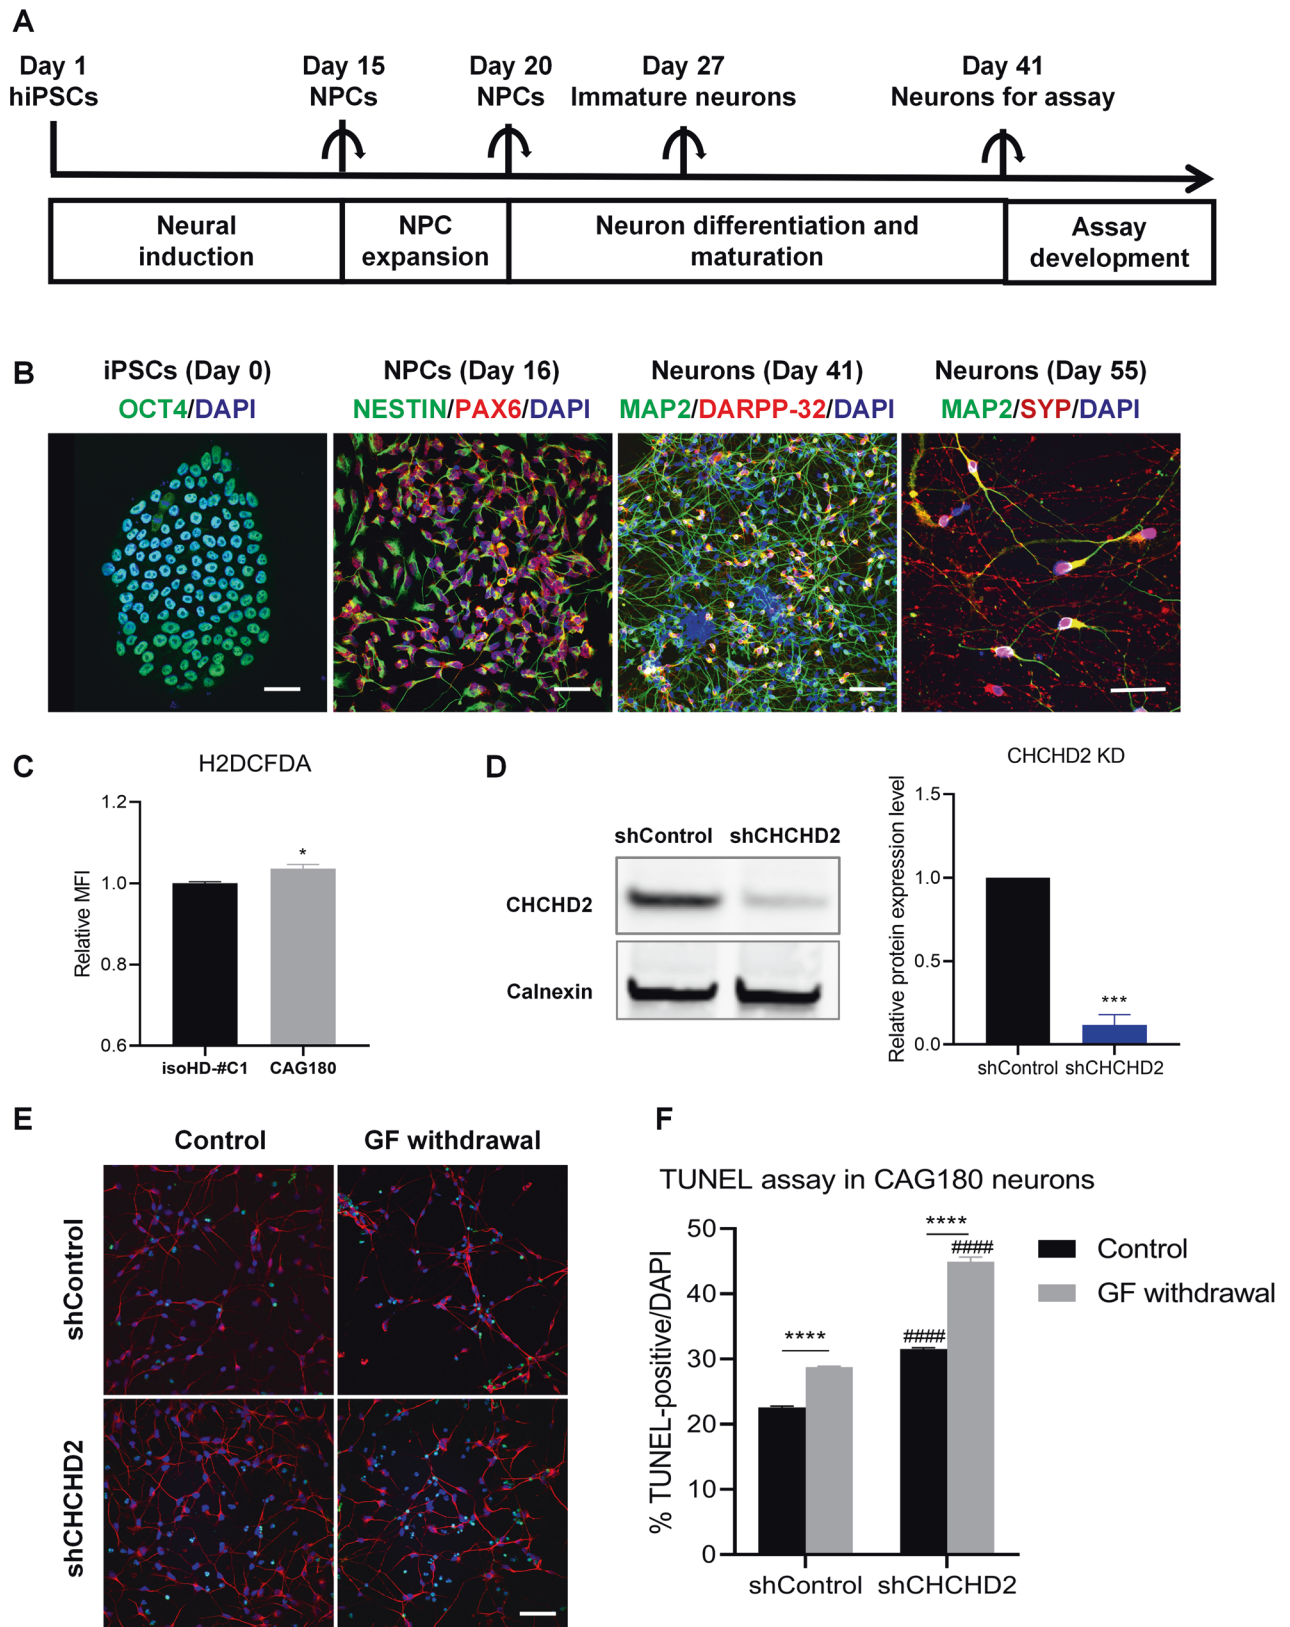 A
Day 1
hiPSCs
Day 15
NPCs
Day 20
NPCs
Day 27
Immature neurons
Day 41
Neurons for assay
Neural
induction
NPC
expansion
Neuron differentiation and
maturation
Assay
development
B
iPSCs (Day 0)
OCT4/DAPI
NPCs (Day 16)
NESTIN/PAX6/DAPI
Neurons (Day 41)
MAP2/DARPP-32/DAPI
Neurons (Day 55)
MAP2/SYP/DAPI
C
H2DCFDA
Relative MFI
1.2
1.0
0.8
0.6
*
isoHD-#C1
CAG180
D
shControl
shCHCHD2
CHCHD2
Calnexin
CHCHD2 KD
Relative protein expression level
1.5
1.0
0.5
0.0
***
shControl
shCHCHD2
E
Control
GF withdrawal
shControl
shCHCHD2
F
TUNEL assay in CAG180 neurons
% TUNEL-positive/DAPI
50
40
30
20
10
0
****
****
####
####
shControl
shCHCHD2
Control
GF withdrawal